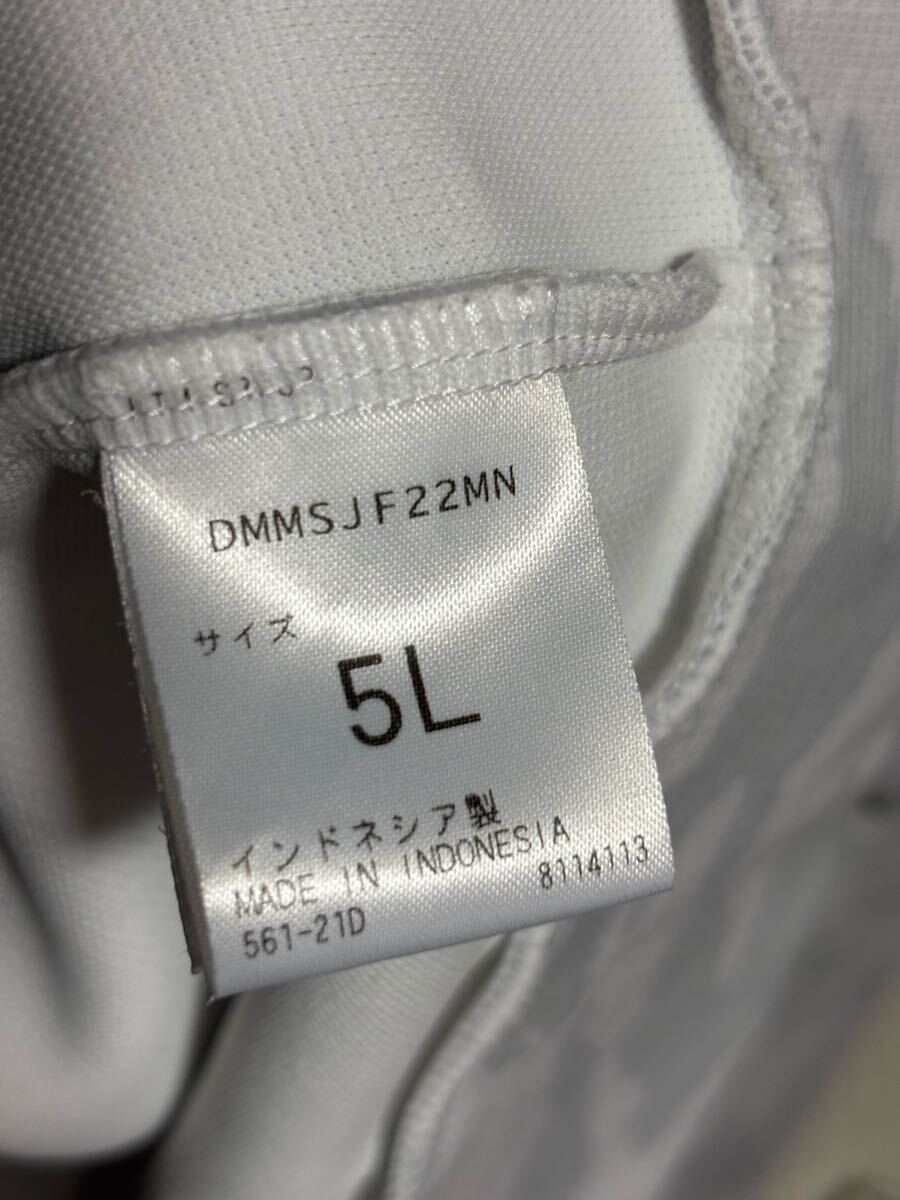 DMMSJF22MN
サイズ
5L
インドネシア製
MADE IN INDONESIA
561-21D 8114113